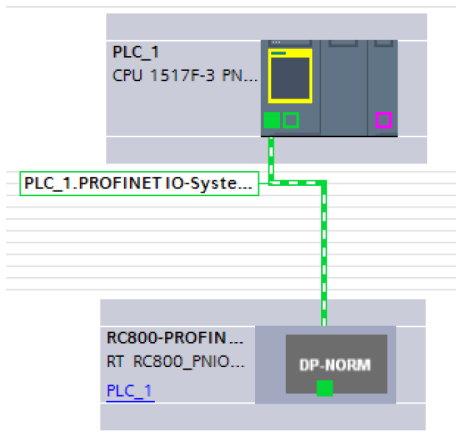 PLC_1
CPU 1517F-3 PN...
PLC_1.PROFINET IO-Syste...
RC800-PROFIN...
RT RC800_PNIO...
DP-NORM
PLC_1